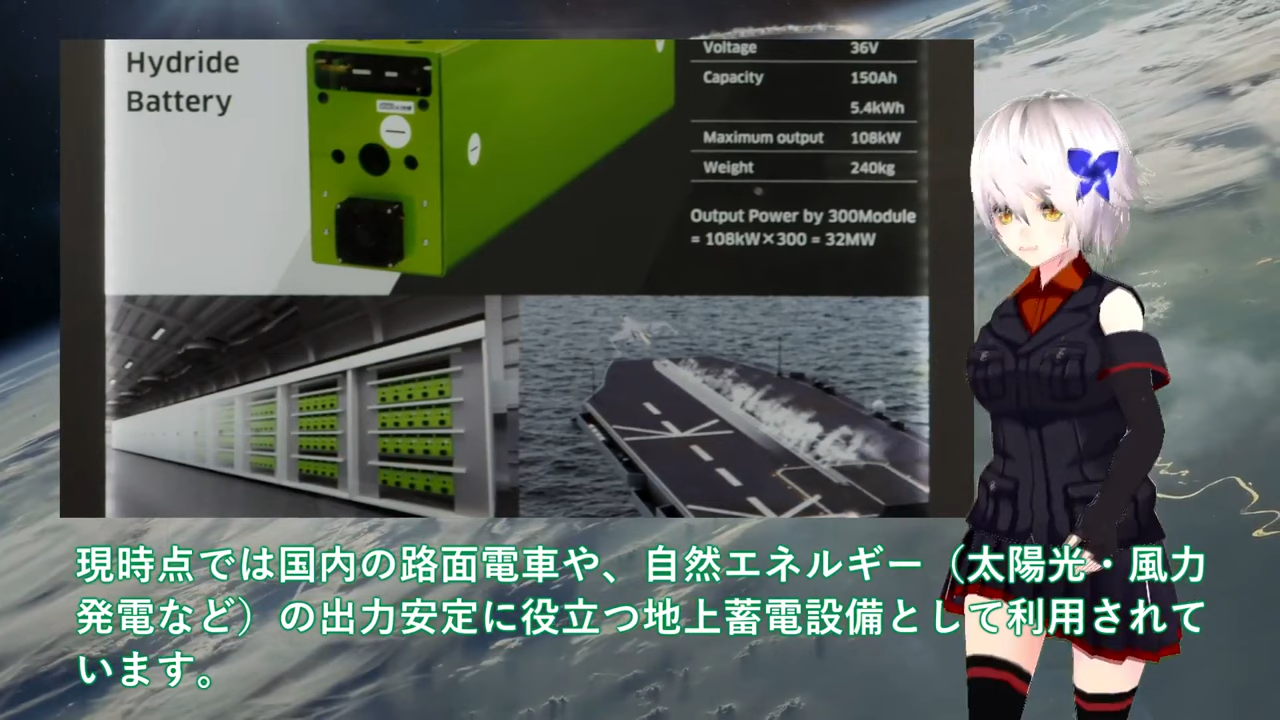 Hydride
Battery
Voltage 36V
Capacity 150Ah
5.4kWh
Maximum output 108kW
Weight 240kg
Output Power by 300Module
= 108kW×300 = 32MW
現時点では国内の路面電車や、自然エネルギー（太陽光・風力
発電など）の出力安定に役立つ地上蓄電設備として利用されて
います。